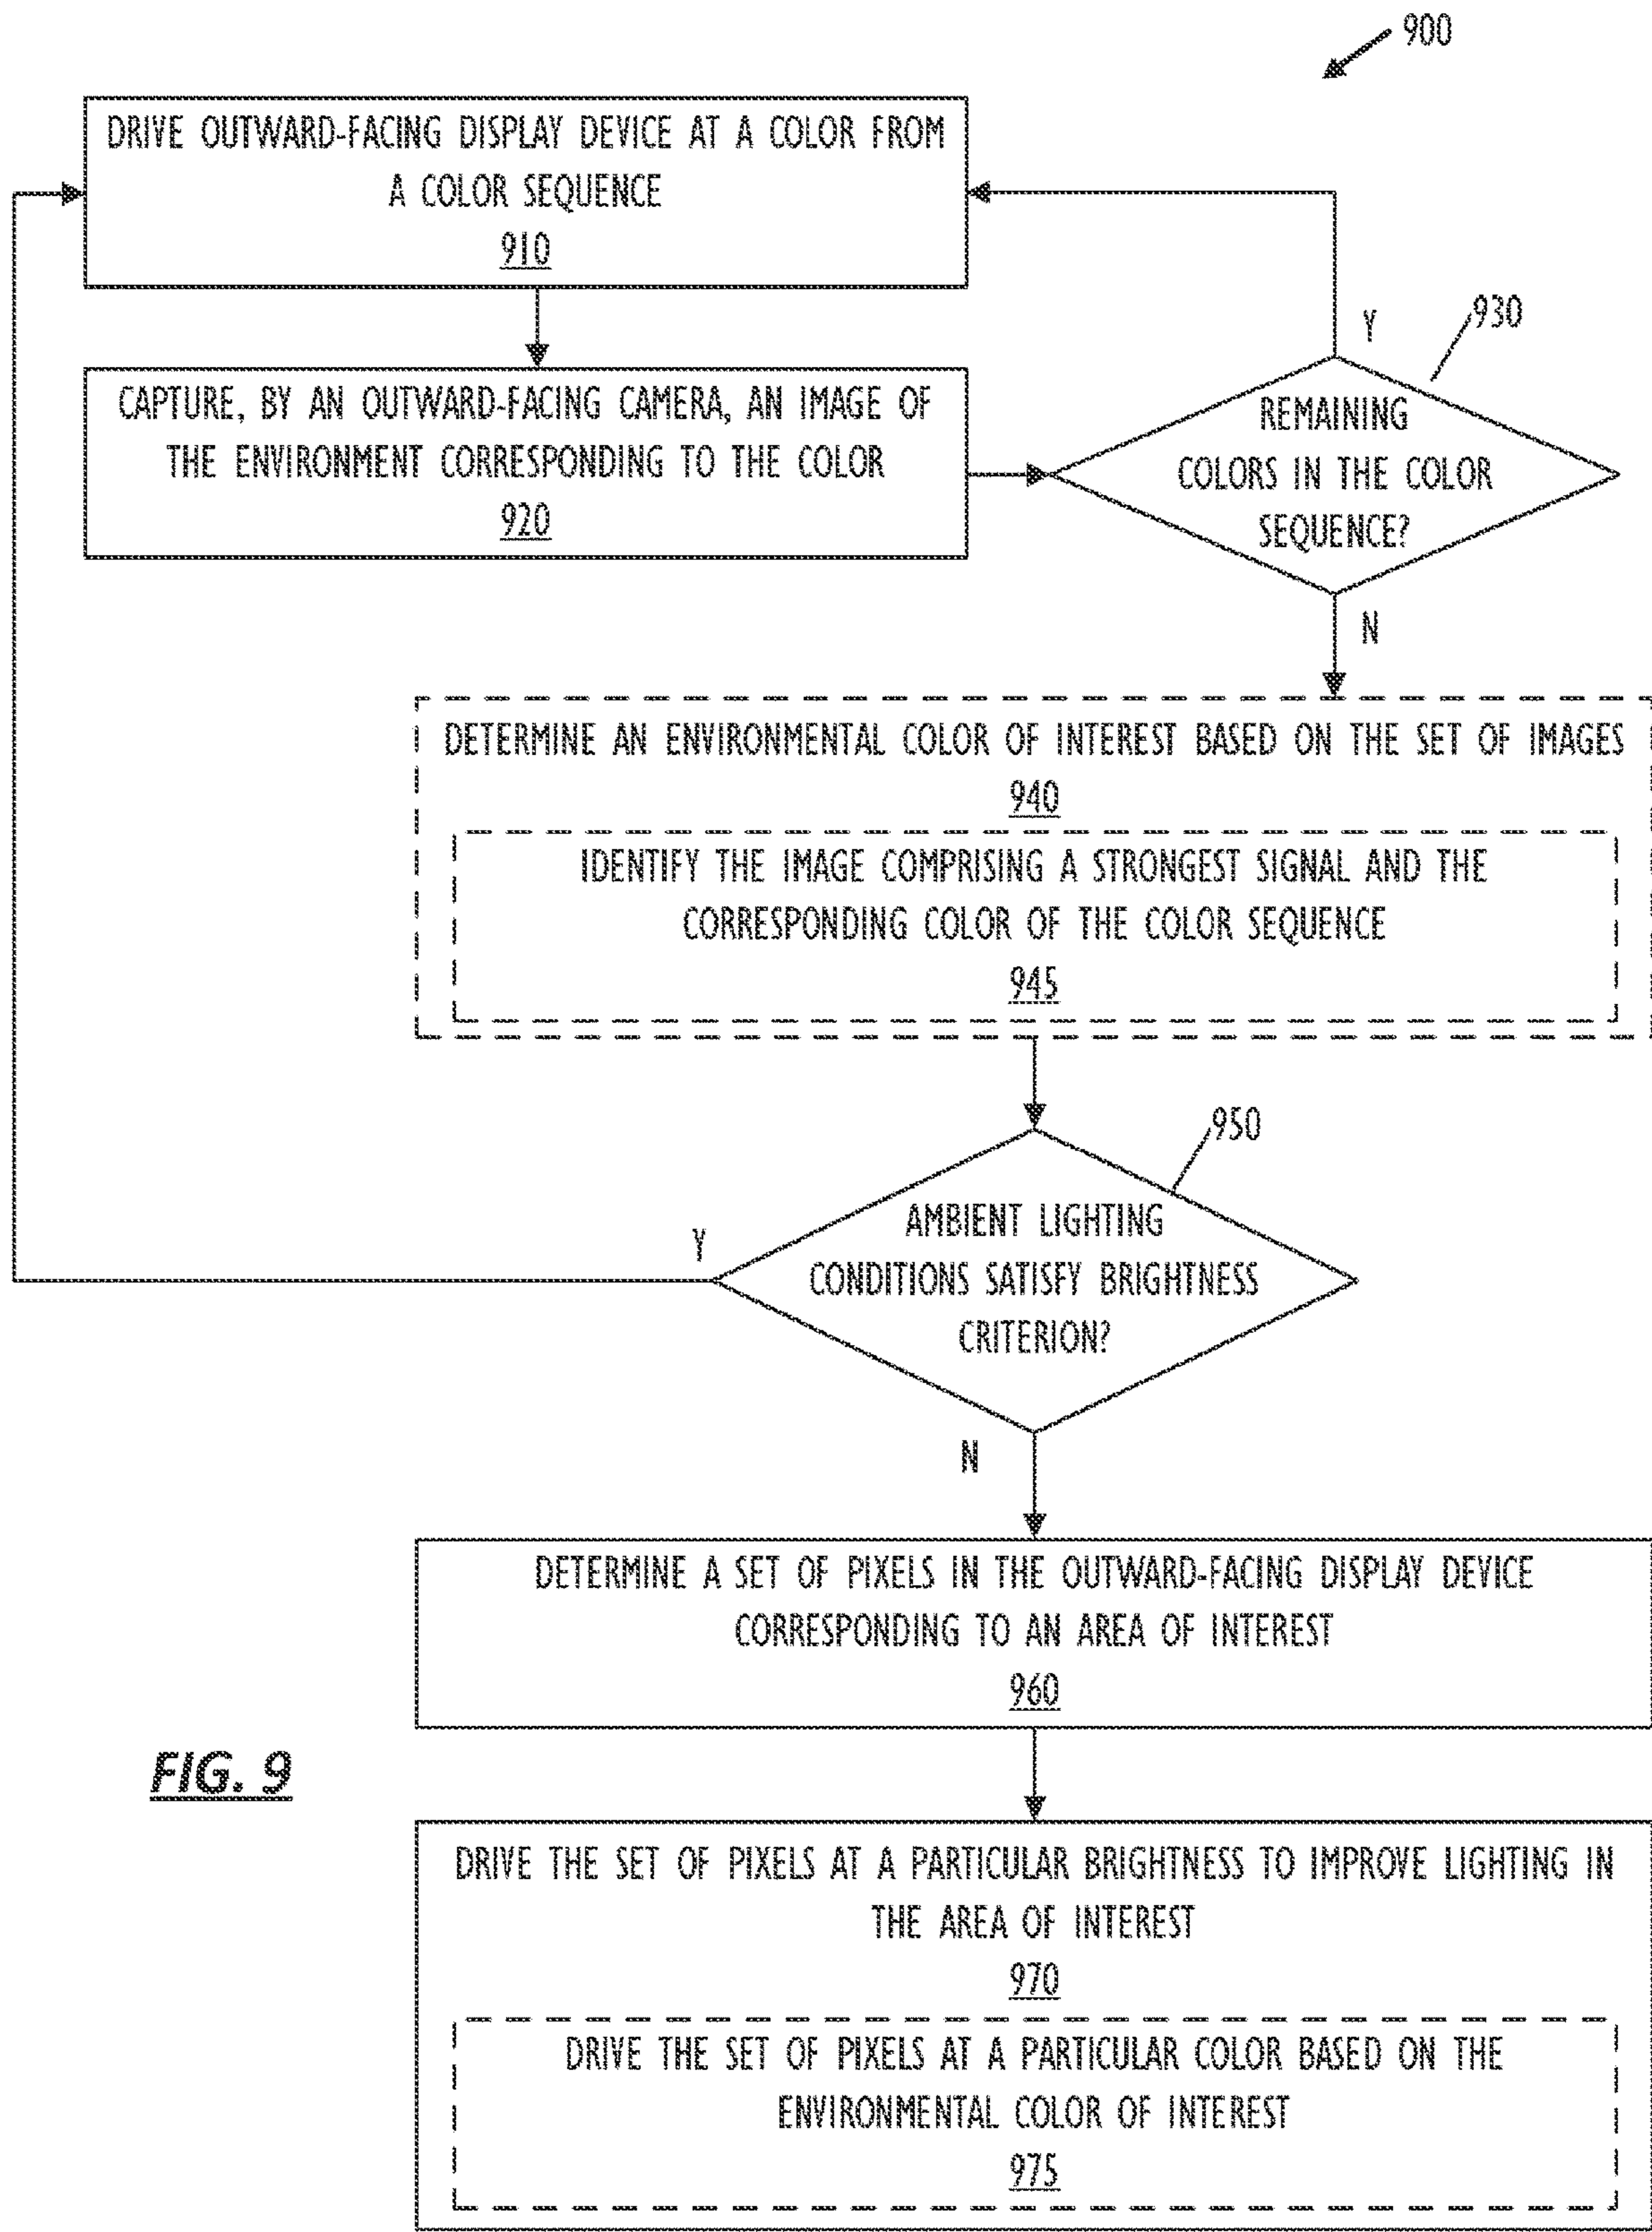 900
DRIVE OUTWARD-FACING DISPLAY DEVICE AT A COLOR FROM
A COLOR SEQUENCE
910
CAPTURE, BY AN OUTWARD-FACING CAMERA, AN IMAGE OF
THE ENVIRONMENT CORRESPONDING TO THE COLOR
920
930
Y
REMAINING
COLORS IN THE COLOR
SEQUENCE?
N
DETERMINE AN ENVIRONMENTAL COLOR OF INTEREST BASED ON THE SET OF IMAGES
940
IDENTIFY THE IMAGE COMPRISING A STRONGEST SIGNAL AND THE
CORRESPONDING COLOR OF THE COLOR SEQUENCE
945
950
Y
AMBIENT LIGHTING
CONDITIONS SATISFY BRIGHTNESS
CRITERION?
N
DETERMINE A SET OF PIXELS IN THE OUTWARD-FACING DISPLAY DEVICE
CORRESPONDING TO AN AREA OF INTEREST
960
FIG. 9
DRIVE THE SET OF PIXELS AT A PARTICULAR BRIGHTNESS TO IMPROVE LIGHTING IN
THE AREA OF INTEREST
970
DRIVE THE SET OF PIXELS AT A PARTICULAR COLOR BASED ON THE
ENVIRONMENTAL COLOR OF INTEREST
975